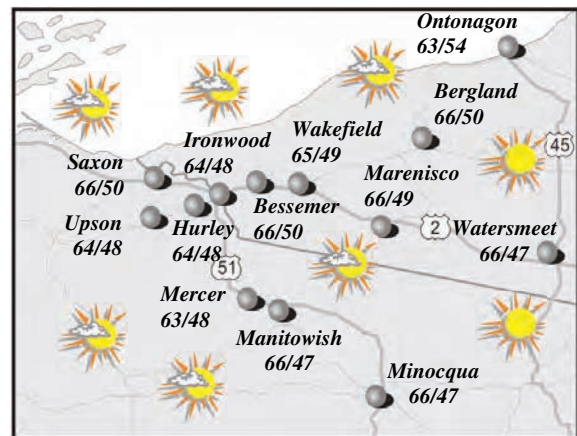 Ontonagon
63/54
Bergland
66/50
45
Ironwood
64/48
Wakefield
65/49
Saxon
66/50
Marenisco
66/49
Upson
64/48
Hurley
64/48
Bessemer
66/50
2
Watersmeet
66/47
51
Mercer
63/48
Manitowish
66/47
Minocqua
66/47